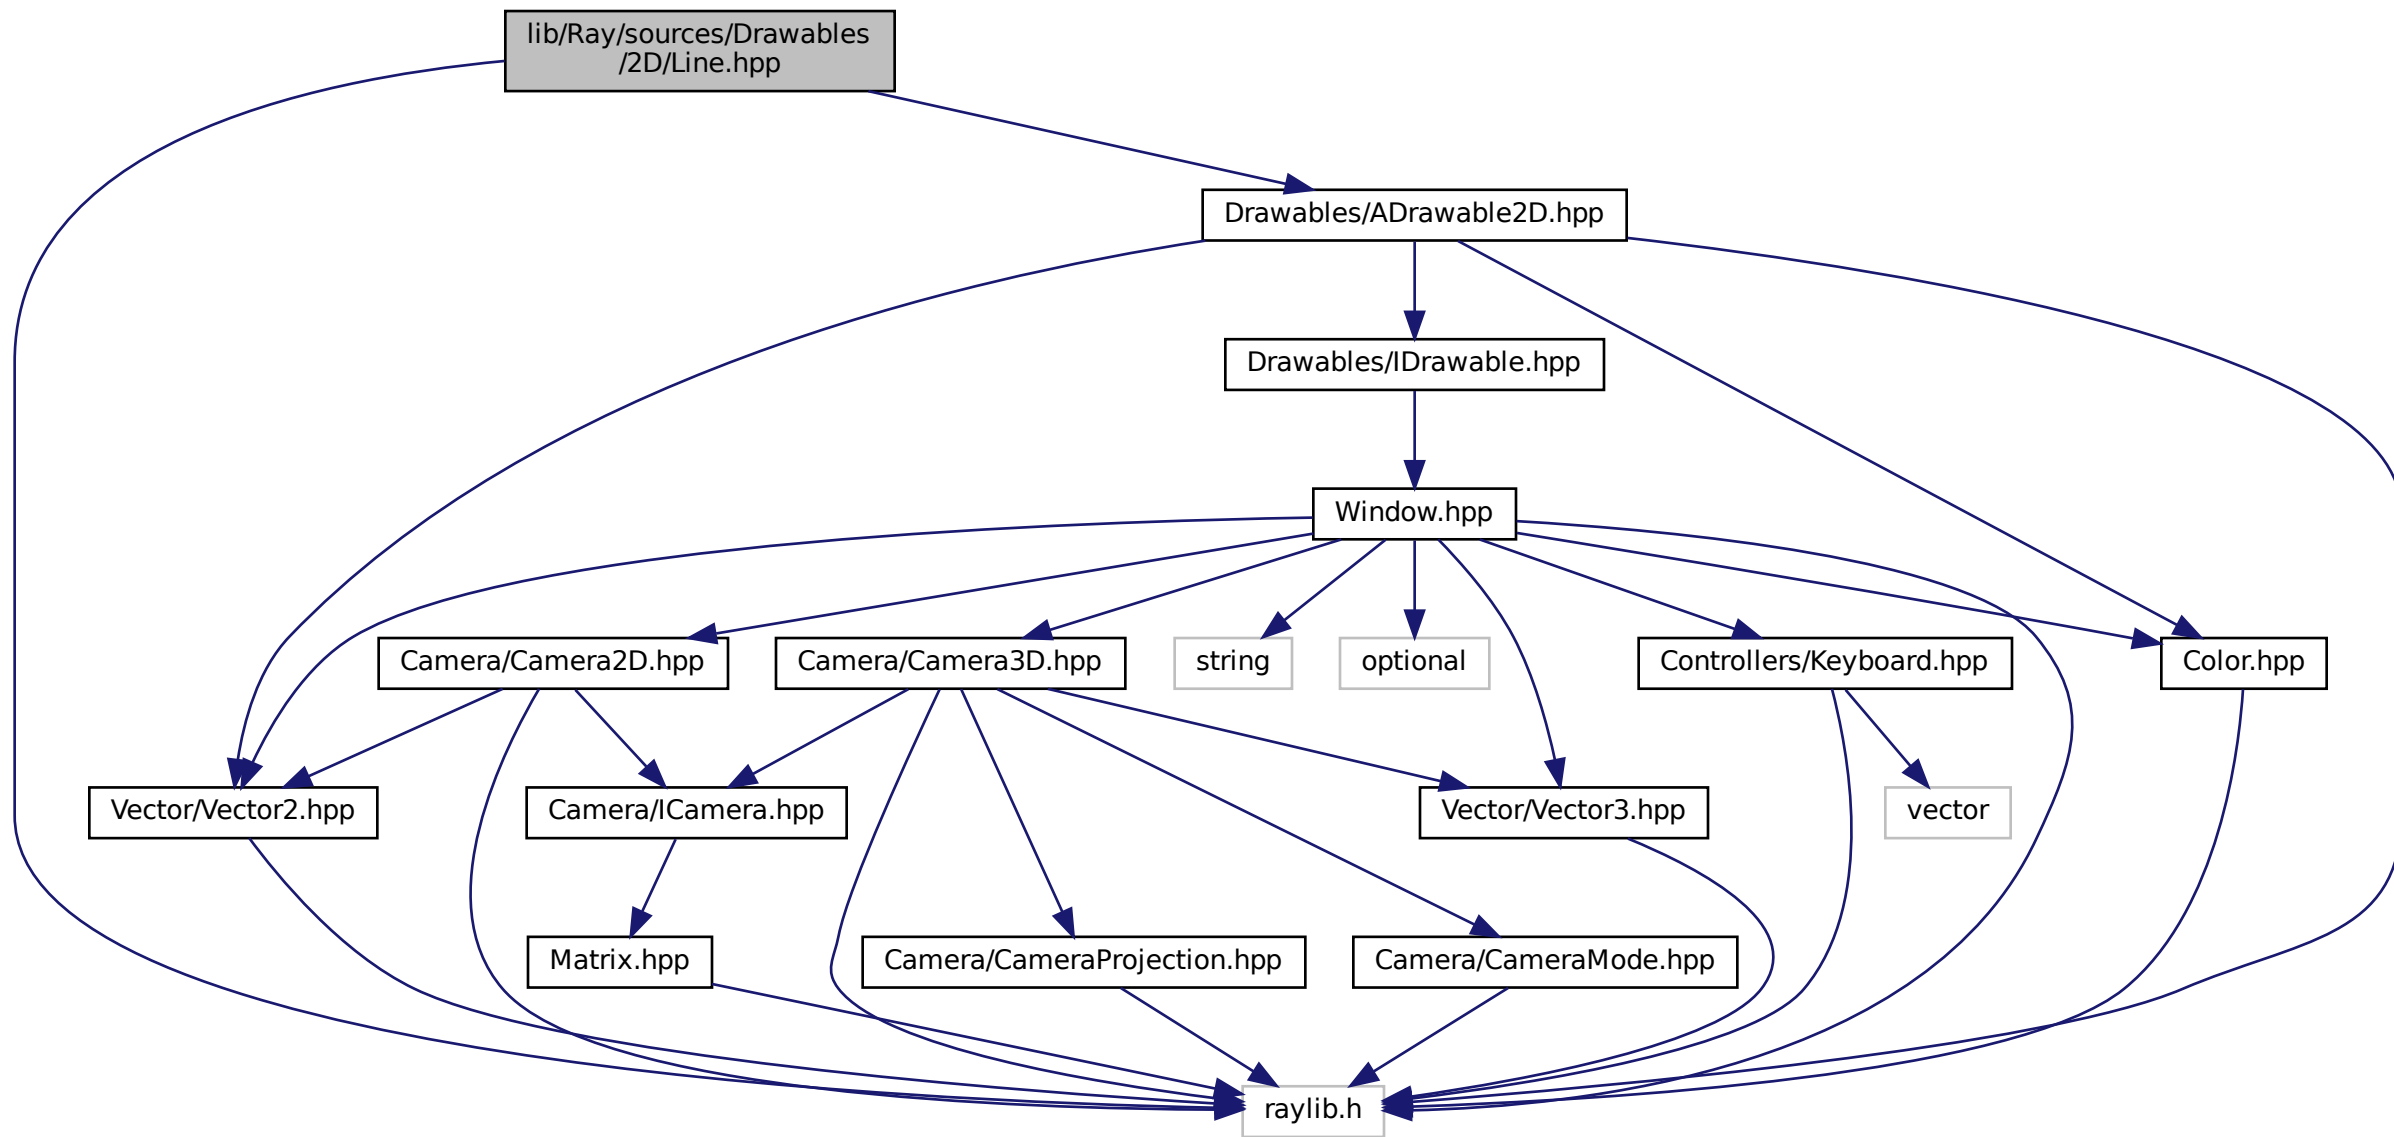 lib/Ray/sources/Drawables
/2D/Line.hpp
Drawables/ADrawable2D.hpp
Drawables/IDrawable.hpp
Window.hpp
Camera/Camera2D.hpp
Camera/Camera3D.hpp
string
optional
Controllers/Keyboard.hpp
Color.hpp
Vector/Vector2.hpp
Camera/ICamera.hpp
Vector/Vector3.hpp
vector
Matrix.hpp
Camera/CameraProjection.hpp
Camera/CameraMode.hpp
raylib.h